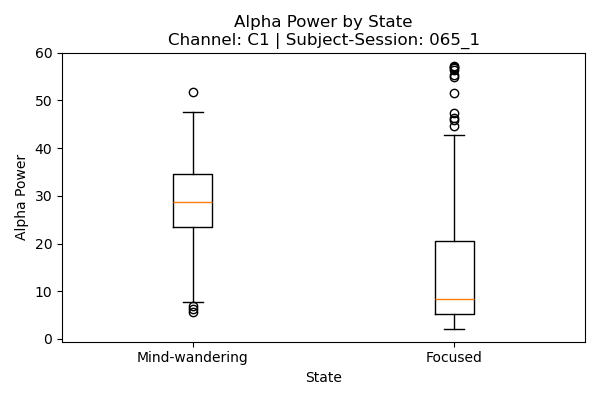 Alpha Power by State
Channel: C1 | Subject-Session: 065_1
Alpha Power
60
50
40
30
20
10
0
Mind-wandering
Focused
State